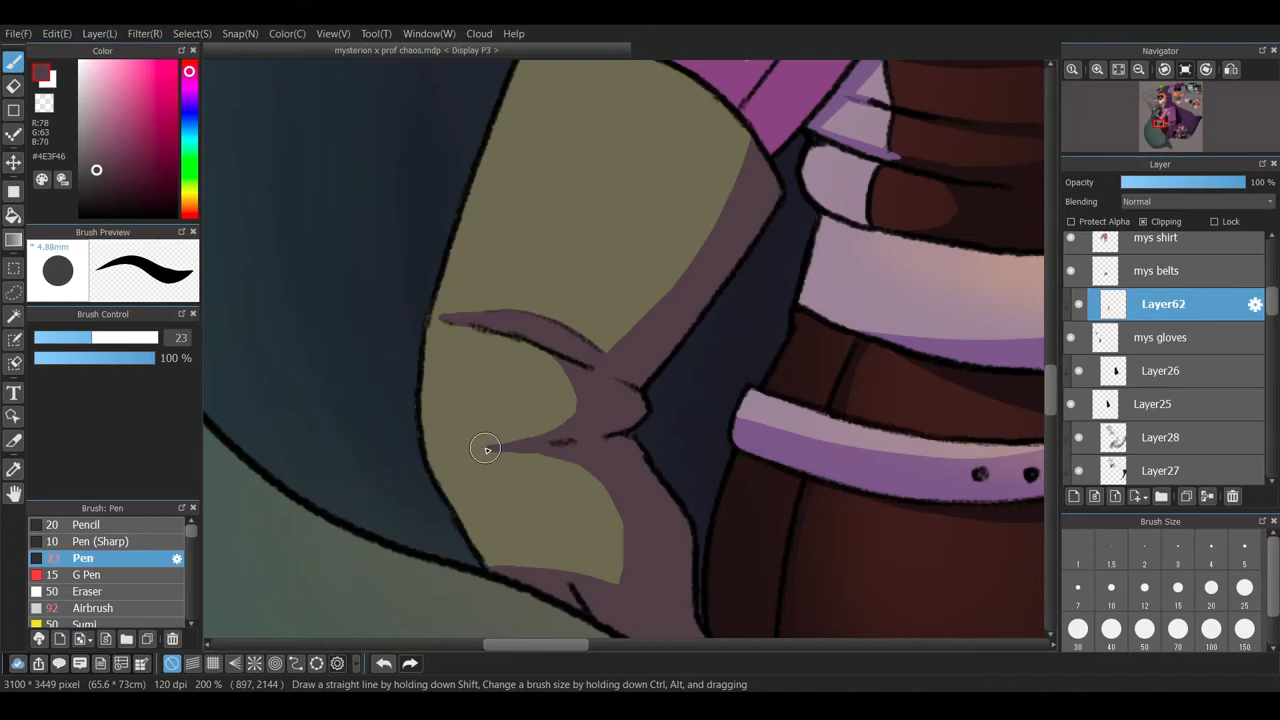 File(F) Edit(E) Layer(L) Filter(R) Select(S) Snap(N) Color(C) View(V) Tool(T) Window(W) Cloud Help
mysterion x prof chaos.mdp < Display P3 >
Color
R:78
G:63
B:70
#4E3F46
Brush Preview
4.88mm
Brush Control
23
100 %
Brush: Pen
20 Pencil
10 Pen (Sharp)
23 Pen
15 G Pen
50 Eraser
92 Airbrush
50 Sumi
Navigator
Layer
Opacity 100 %
Blending Normal
Protect Alpha Clipping Lock
mys shirt
mys belts
Layer62
mys gloves
Layer26
Layer25
Layer28
Layer27
Brush Size
1 1.5 2 3 4 5
7 10 12 15 20 25
30 40 50 70 100 150
3100 * 3449 pixel (65.6 * 73cm) 120 dpi 200 % ( 897, 2144 ) Draw a straight line by holding down Shift, Change a brush size by holding down Ctrl, Alt, and dragging